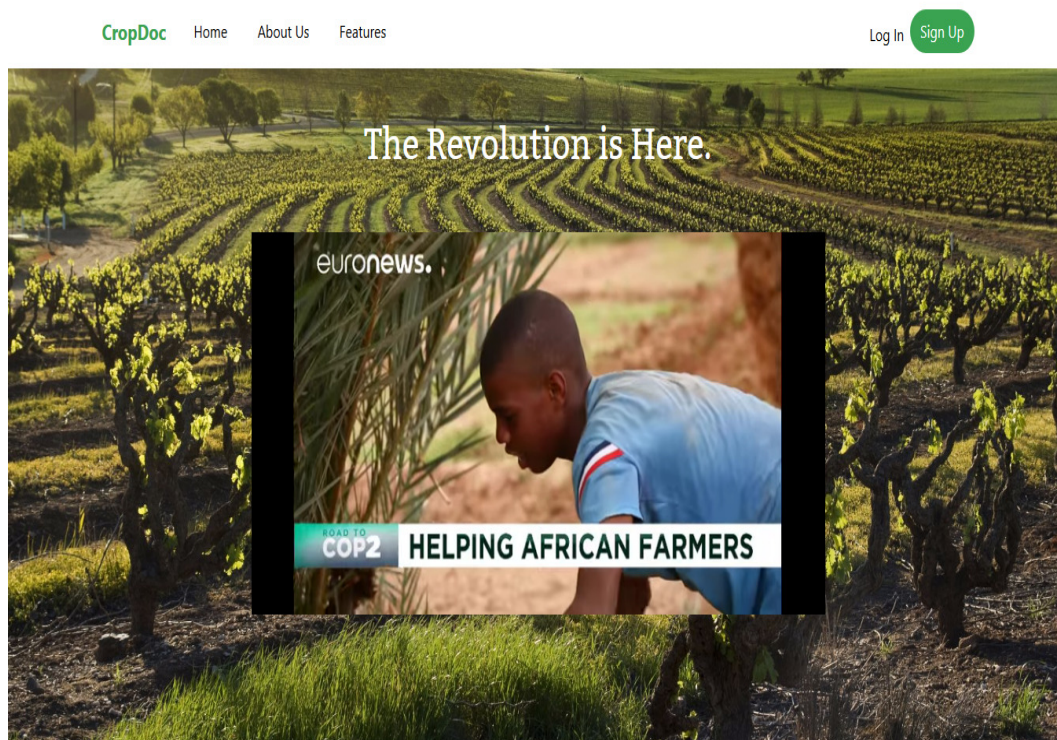 CropDoc Home About Us Features Log In Sign Up
The Revolution is Here.
euronews.
ROAD TO
COP2
HELPING AFRICAN FARMERS